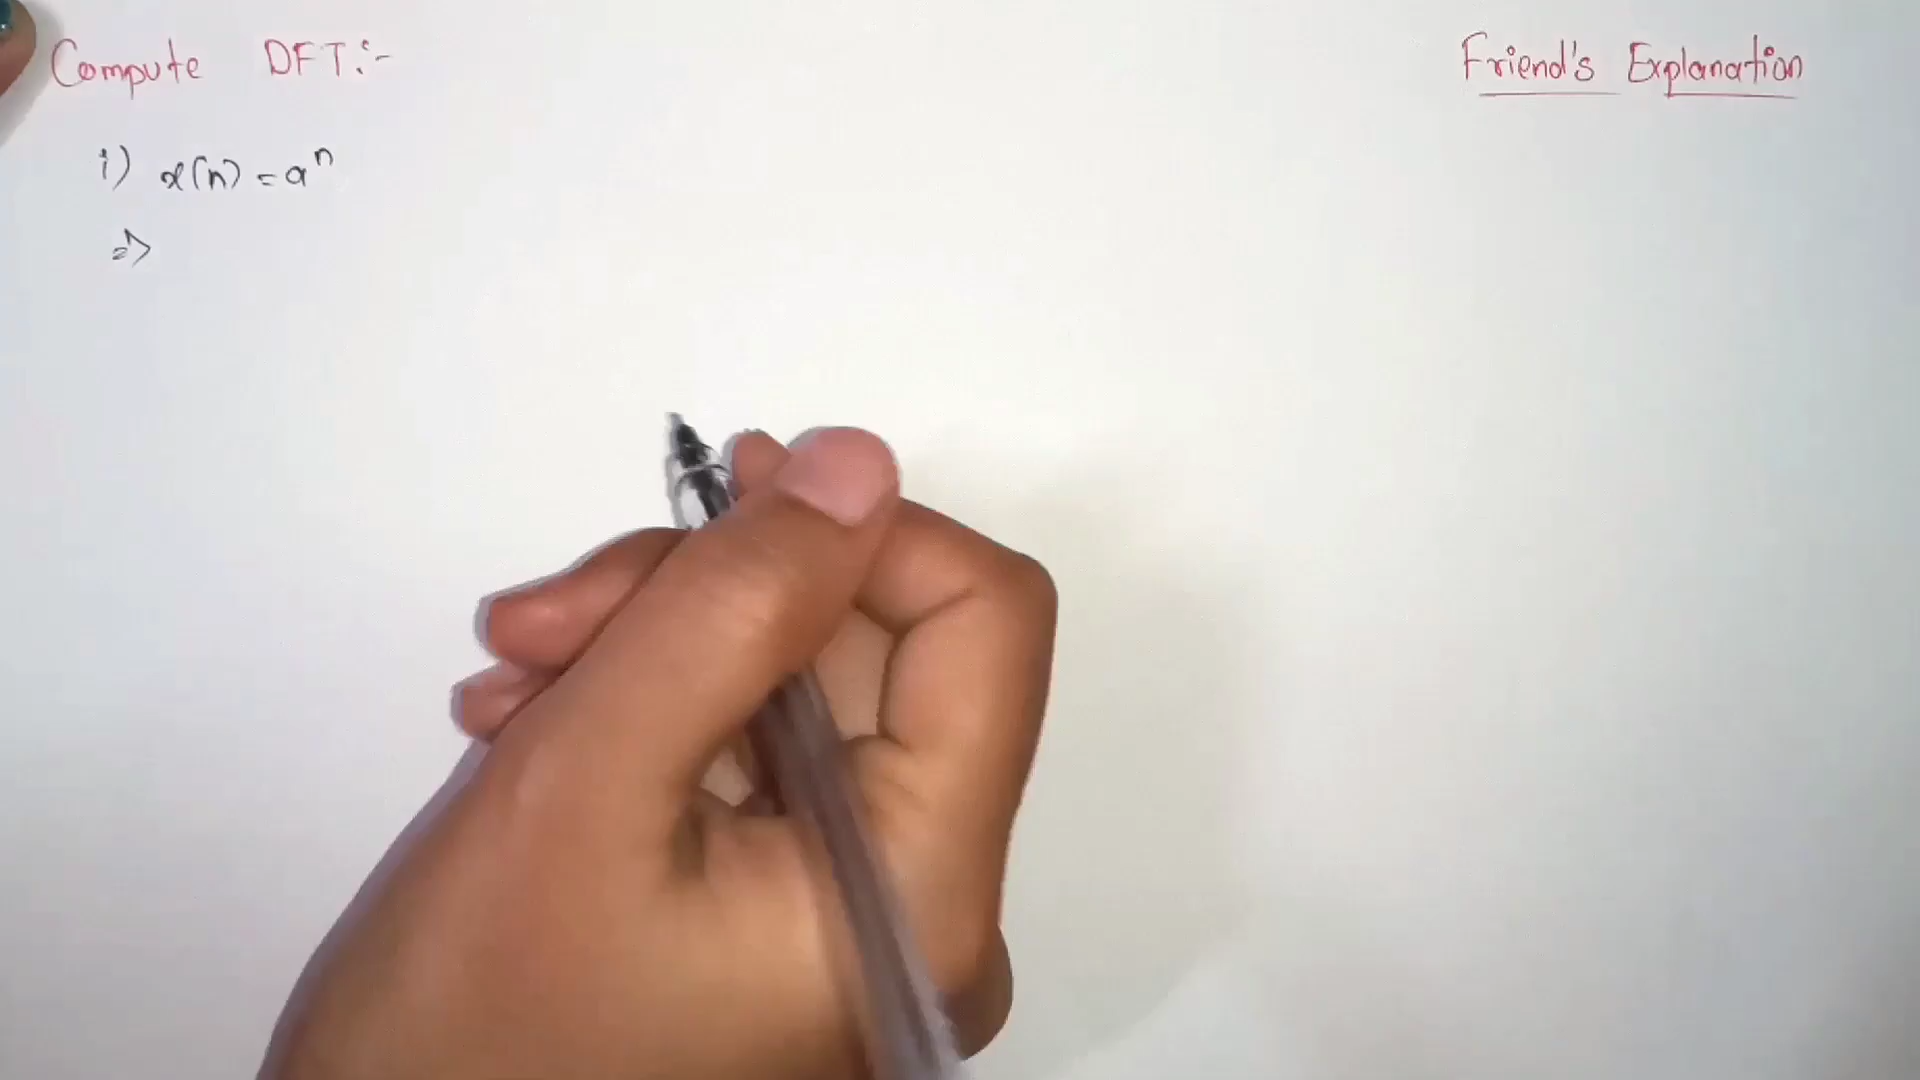 Compute DFT:-
Friend's Explanation
i) x(n) = a^n
=>